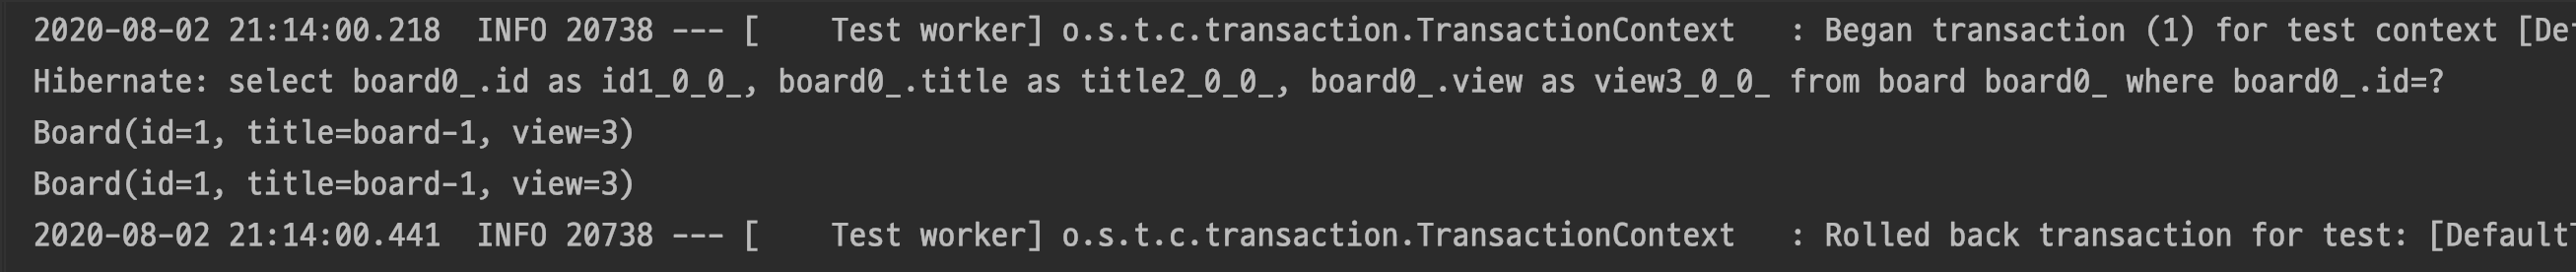 2020-08-02 21:14:00.218  INFO 20738 --- [    Test worker] o.s.t.c.transaction.TransactionContext   : Began transaction (1) for test context [De
Hibernate: select board0_.id as id1_0_0_, board0_.title as title2_0_0_, board0_.view as view3_0_0_ from board board0_ where board0_.id=?
Board(id=1, title=board-1, view=3)
Board(id=1, title=board-1, view=3)
2020-08-02 21:14:00.441  INFO 20738 --- [    Test worker] o.s.t.c.transaction.TransactionContext   : Rolled back transaction for test: [Default